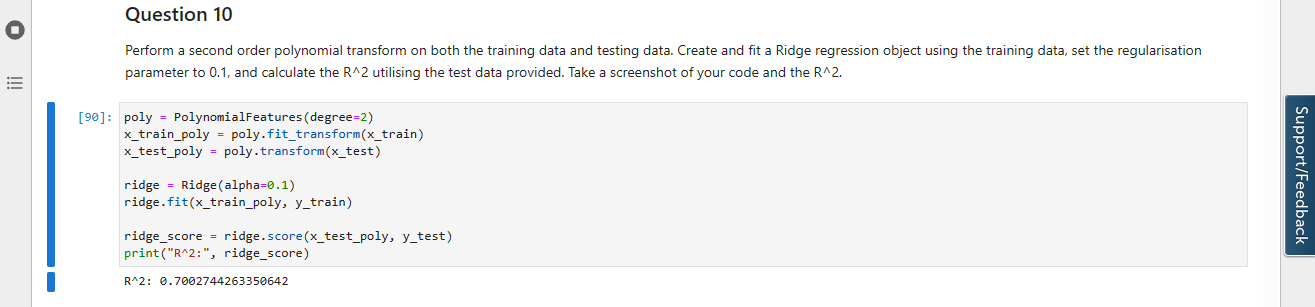 Question 10
Perform a second order polynomial transform on both the training data and testing data. Create and fit a Ridge regression object using the training data, set the regularisation
parameter to 0.1, and calculate the R^2 utilising the test data provided. Take a screenshot of your code and the R^2.
[90]: poly = PolynomialFeatures(degree=2)
x_train_poly = poly.fit_transform(x_train)
x_test_poly = poly.transform(x_test)
ridge = Ridge(alpha=0.1)
ridge.fit(x_train_poly, y_train)
ridge_score = ridge.score(x_test_poly, y_test)
print("R^2:", ridge_score)
R^2: 0.7002744263350642
Support/Feedback